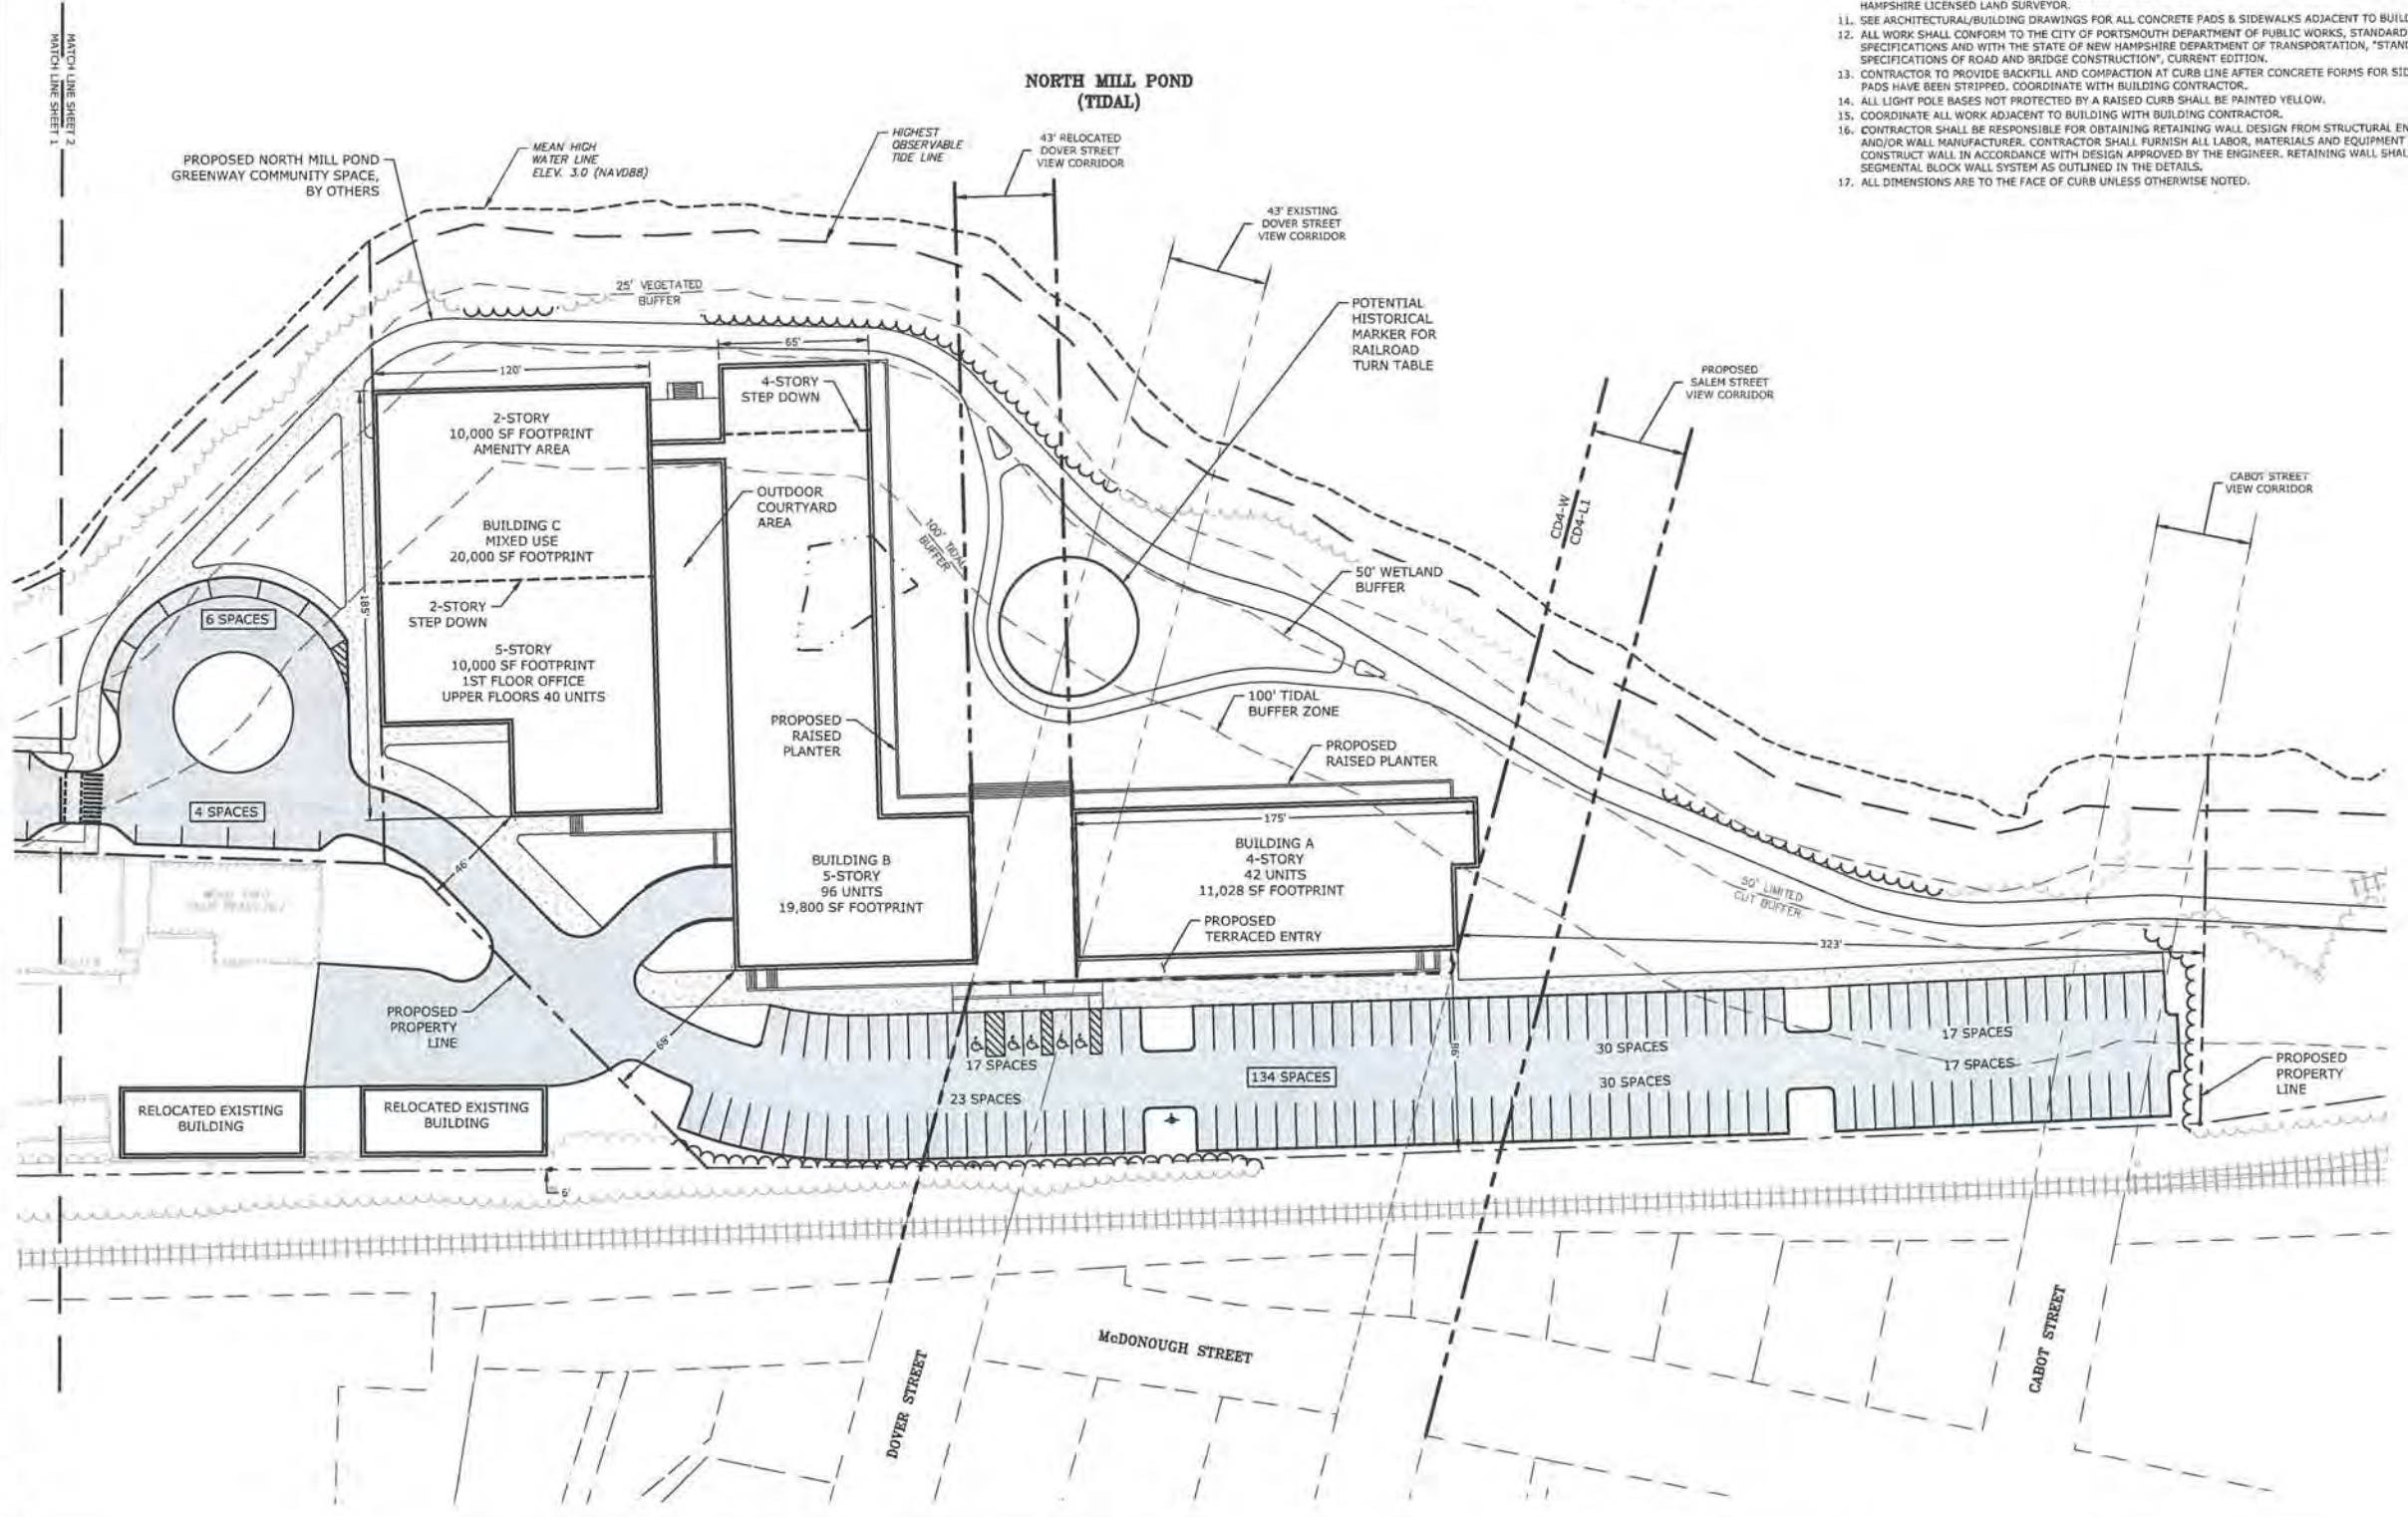 HAMPSHIRE LICENSED LAND SURVEYOR.
11. SEE ARCHITECTURAL/BUILDING DRAWINGS FOR ALL CONCRETE PADS & SIDEWALKS ADJACENT TO BUILD
12. ALL WORK SHALL CONFORM TO THE CITY OF PORTSMOUTH DEPARTMENT OF PUBLIC WORKS, STANDARD
SPECIFICATIONS AND WITH THE STATE OF NEW HAMPSHIRE DEPARTMENT OF TRANSPORTATION, "STAND
SPECIFICATIONS OF ROAD AND BRIDGE CONSTRUCTION", CURRENT EDITION.
13. CONTRACTOR TO PROVIDE BACKFILL AND COMPACTION AT CURB LINE AFTER CONCRETE FORMS FOR SID
PADS HAVE BEEN STRIPPED. COORDINATE WITH BUILDING CONTRACTOR.
14. ALL LIGHT POLE BASES NOT PROTECTED BY A RAISED CURB SHALL BE PAINTED YELLOW.
15. COORDINATE ALL WORK ADJACENT TO BUILDING WITH BUILDING CONTRACTOR.
16. CONTRACTOR SHALL BE RESPONSIBLE FOR OBTAINING RETAINING WALL DESIGN FROM STRUCTURAL EN
AND/OR WALL MANUFACTURER. CONTRACTOR SHALL FURNISH ALL LABOR, MATERIALS AND EQUIPMENT
CONSTRUCT WALL IN ACCORDANCE WITH DESIGN APPROVED BY THE ENGINEER. RETAINING WALL SHAL
SEGMENTAL BLOCK WALL SYSTEM AS OUTLINED IN THE DETAILS.
17. ALL DIMENSIONS ARE TO THE FACE OF CURB UNLESS OTHERWISE NOTED.
MATCH LINE SHEET 2
MATCH LINE SHEET 1
NORTH MILL POND
(TIDAL)
PROPOSED NORTH MILL POND
GREENWAY COMMUNITY SPACE,
BY OTHERS
MEAN HIGH
WATER LINE
ELEV. 3.0 (NAVD88)
HIGHEST
OBSERVABLE
TIDE LINE
43' RELOCATED
DOVER STREET
VIEW CORRIDOR
43' EXISTING
DOVER STREET
VIEW CORRIDOR
POTENTIAL
HISTORICAL
MARKER FOR
RAILROAD
TURN TABLE
PROPOSED
SALEM STREET
VIEW CORRIDOR
CABOT STREET
VIEW CORRIDOR
25' VEGETATED
BUFFER
65'
120'
4-STORY
STEP DOWN
2-STORY
10,000 SF FOOTPRINT
AMENITY AREA
OUTDOOR
COURTYARD
AREA
BUILDING C
MIXED USE
20,000 SF FOOTPRINT
100' TIDAL
BUFFER
CD4-W
CD4-L1
50' WETLAND
BUFFER
185'
2-STORY
STEP DOWN
6 SPACES
5-STORY
10,000 SF FOOTPRINT
1ST FLOOR OFFICE
UPPER FLOORS 40 UNITS
100' TIDAL
BUFFER ZONE
PROPOSED
RAISED
PLANTER
PROPOSED
RAISED PLANTER
4 SPACES
175'
46'
BUILDING B
5-STORY
96 UNITS
19,800 SF FOOTPRINT
BUILDING A
4-STORY
42 UNITS
11,028 SF FOOTPRINT
50' LIMITED
CUT BUFFER
PROPOSED
TERRACED ENTRY
323'
PROPOSED
PROPERTY
LINE
68'
86'
17 SPACES
17 SPACES
30 SPACES
17 SPACES
134 SPACES
30 SPACES
23 SPACES
PROPOSED
PROPERTY
LINE
RELOCATED EXISTING
BUILDING
RELOCATED EXISTING
BUILDING
6'
McDONOUGH STREET
DOVER STREET
CABOT STREET